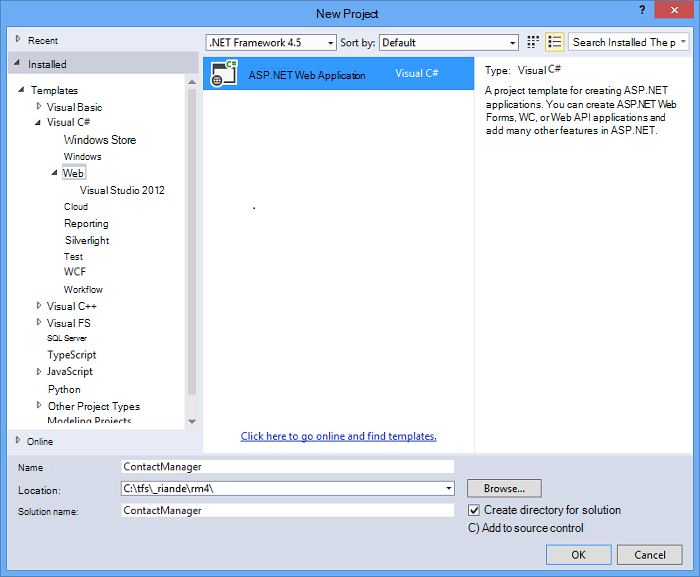 New Project
?
Recent
.NET Framework 4.5
Sort by:
Default
Search Installed The p
Installed
Templates
Visual Basic
Visual C#
Windows Store
Windows
Web
Visual Studio 2012
Cloud
Reporting
Silverlight
Test
WCF
Workflow
Visual C++
Visual FS
SQL Server
TypeScript
JavaScript
Python
Other Project Types
Modeling Projects
Online
C#
ASP.NET Web Application
Visual C#
Click here to go online and find templates.
Type: Visual C#
A project template for creating ASP.NET
applications. You can create ASP.NET Web
Forms, WC, or Web API applications and
add many other features in ASP.NET.
Name
ContactManager
Location:
C:\tfs\_riande\rm4\
Browse...
Solution name:
ContactManager
Create directory for solution
C) Add to source control
OK
Cancel